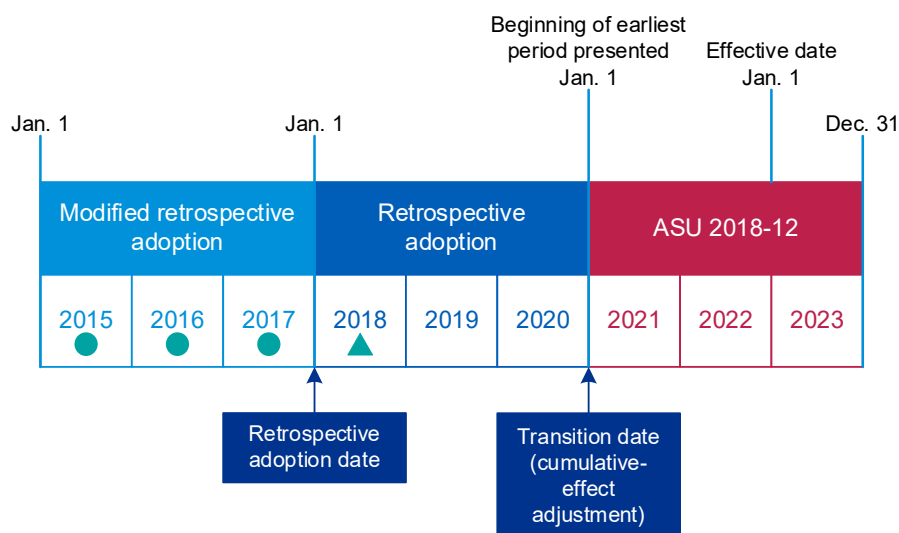 Beginning of earliest
period presented
Jan. 1
Effective date
Jan. 1
Jan. 1
Jan. 1
Dec. 31
Modified retrospective
adoption
Retrospective
adoption
ASU 2018-12
2015
2016
2017
2018
2019
2020
2021
2022
2023
Retrospective
adoption date
Transition date
(cumulative-
effect
adjustment)